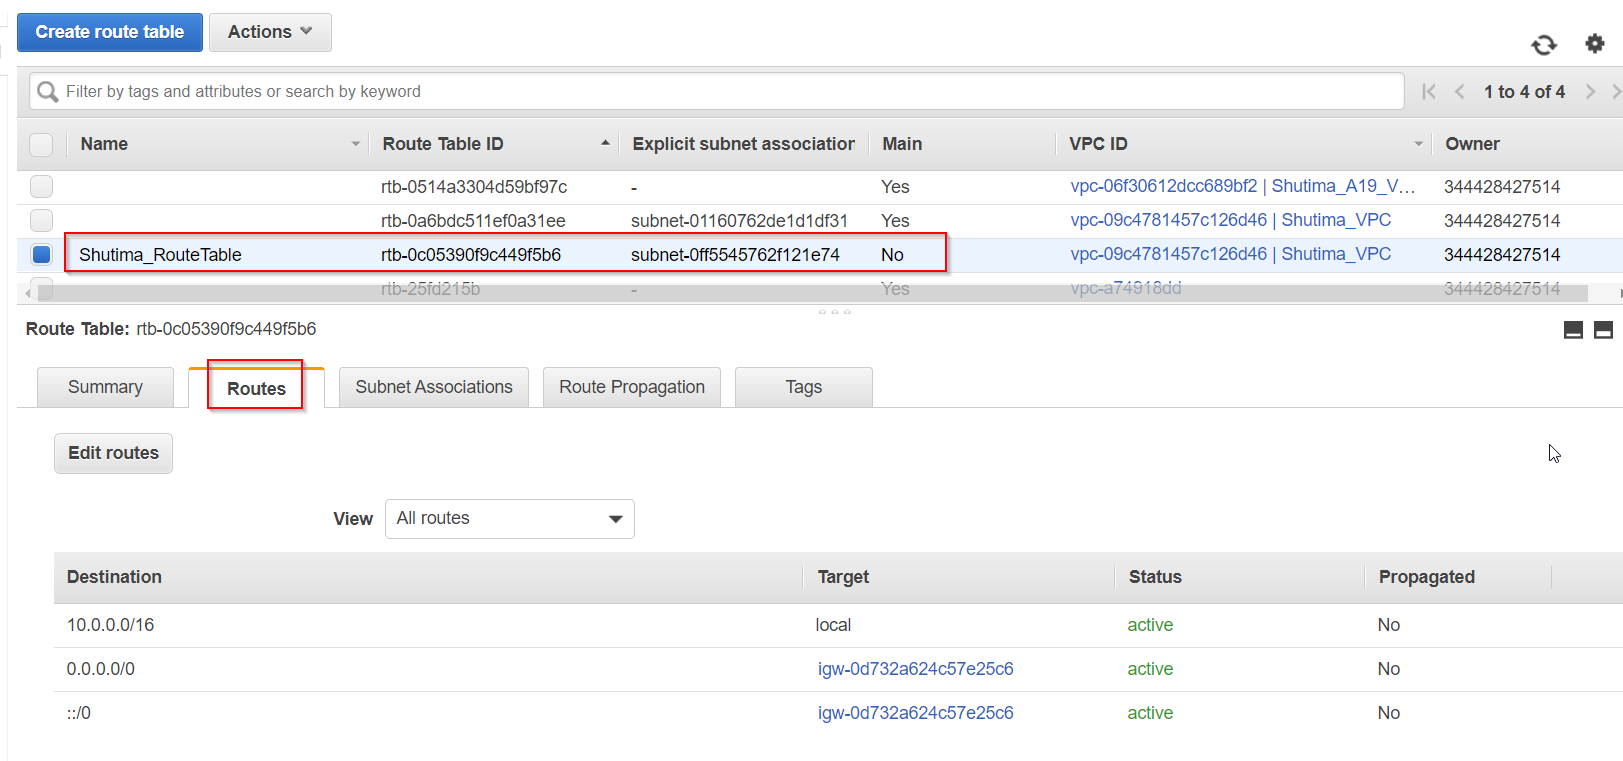 Create route table Actions
Filter by tags and attributes or search by keyword 1 to 4 of 4
Name Route Table ID Explicit subnet association Main VPC ID Owner
rtb-0514a3304d59bf97c - Yes vpc-06f30612dcc689bf2 | Shutima_A19_V… 344428427514
rtb-0a6bdc511ef0a31ee subnet-01160762de1d1df31 Yes vpc-09c4781457c126d46 | Shutima_VPC 344428427514
Shutima_RouteTable rtb-0c05390f9c449f5b6 subnet-0ff5545762f121e74 No vpc-09c4781457c126d46 | Shutima_VPC 344428427514
rtb-25fd215b - Yes vpc-a74918dd 344428427514
Route Table: rtb-0c05390f9c449f5b6
Summary Routes Subnet Associations Route Propagation Tags
Edit routes
View All routes
Destination Target Status Propagated
10.0.0.0/16 local active No
0.0.0.0/0 igw-0d732a624c57e25c6 active No
::/0 igw-0d732a624c57e25c6 active No